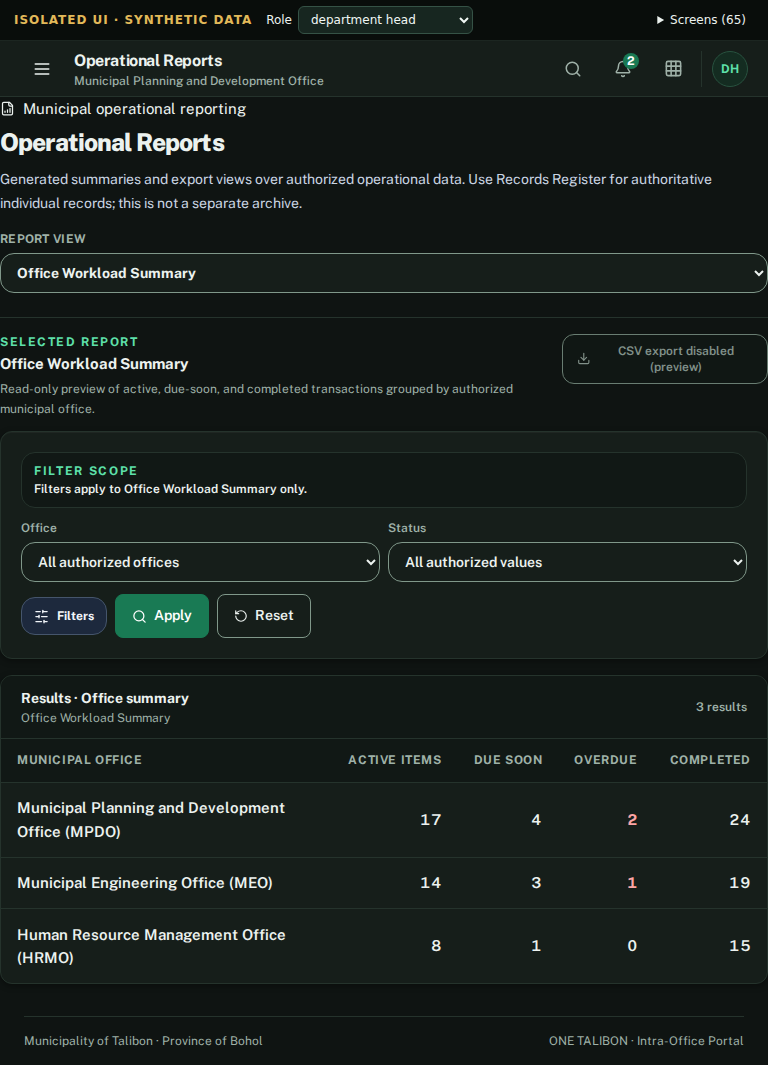 ISOLATED UI · SYNTHETIC DATA Role department head Screens (65)
Operational Reports
Municipal Planning and Development Office
2
DH
Municipal operational reporting
Operational Reports
Generated summaries and export views over authorized operational data. Use Records Register for authoritative
individual records; this is not a separate archive.
REPORT VIEW
Office Workload Summary
SELECTED REPORT
Office Workload Summary
Read-only preview of active, due-soon, and completed transactions grouped by authorized
municipal office.
CSV export disabled
(preview)
FILTER SCOPE
Filters apply to Office Workload Summary only.
Office Status
All authorized offices All authorized values
Filters Apply Reset
Results · Office summary
Office Workload Summary
3 results
MUNICIPAL OFFICE ACTIVE ITEMS DUE SOON OVERDUE COMPLETED
Municipal Planning and Development
Office (MPDO) 17 4 2 24
Municipal Engineering Office (MEO) 14 3 1 19
Human Resource Management Office
(HRMO) 8 1 0 15
Municipality of Talibon · Province of Bohol ONE TALIBON · Intra-Office Portal